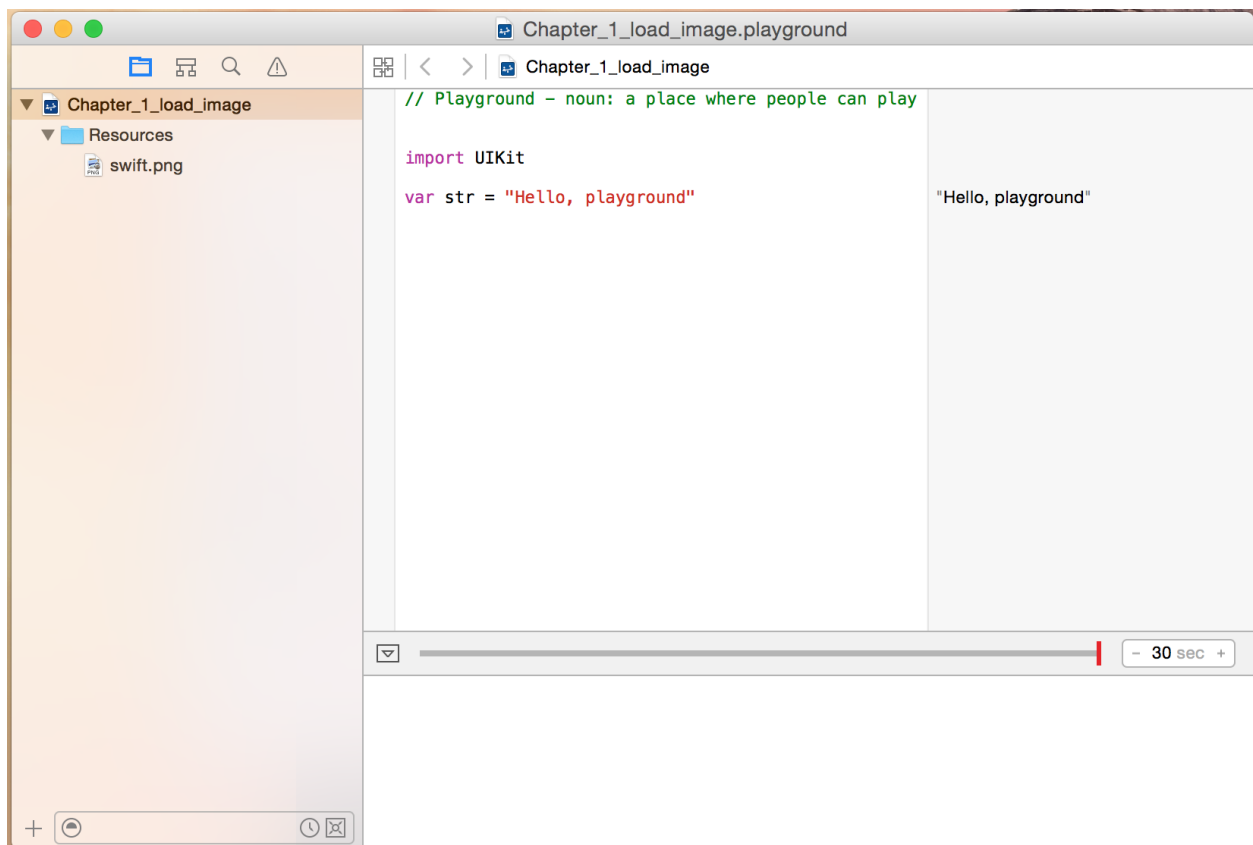 Chapter_1_load_image.playground
Chapter_1_load_image
Chapter_1_load_image
Resources
PNG
swift.png
// Playground – noun: a place where people can play
import UIKit
var str = "Hello, playground"
"Hello, playground"
- 30 sec +